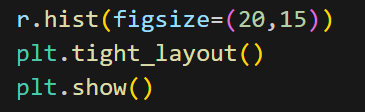 r.hist(figsize=(20,15))
plt.tight_layout()
plt.show()